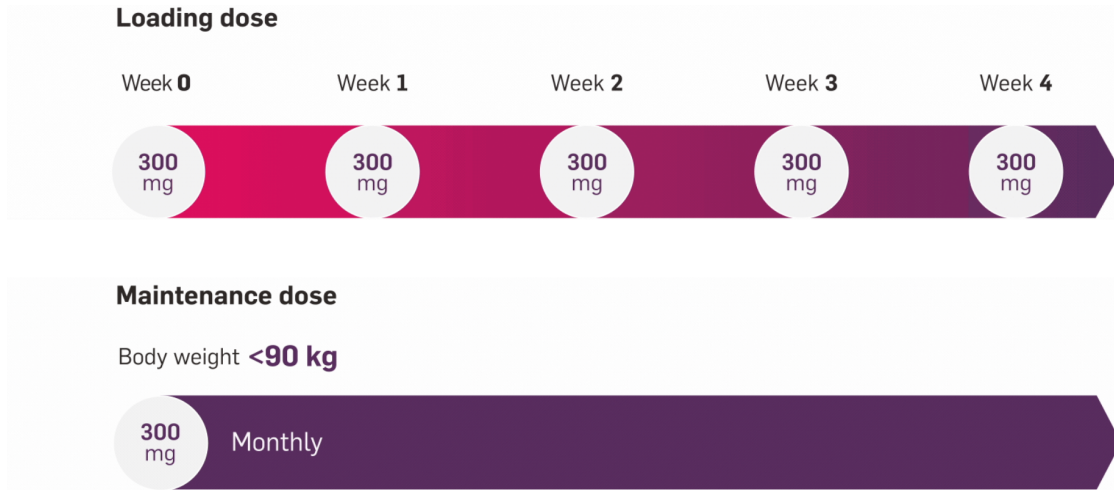 Loading dose
Week 0 Week 1 Week 2 Week 3 Week 4
300 300 300 300 300
mg mg mg mg mg
Maintenance dose
Body weight <90 kg
300
mg
Monthly